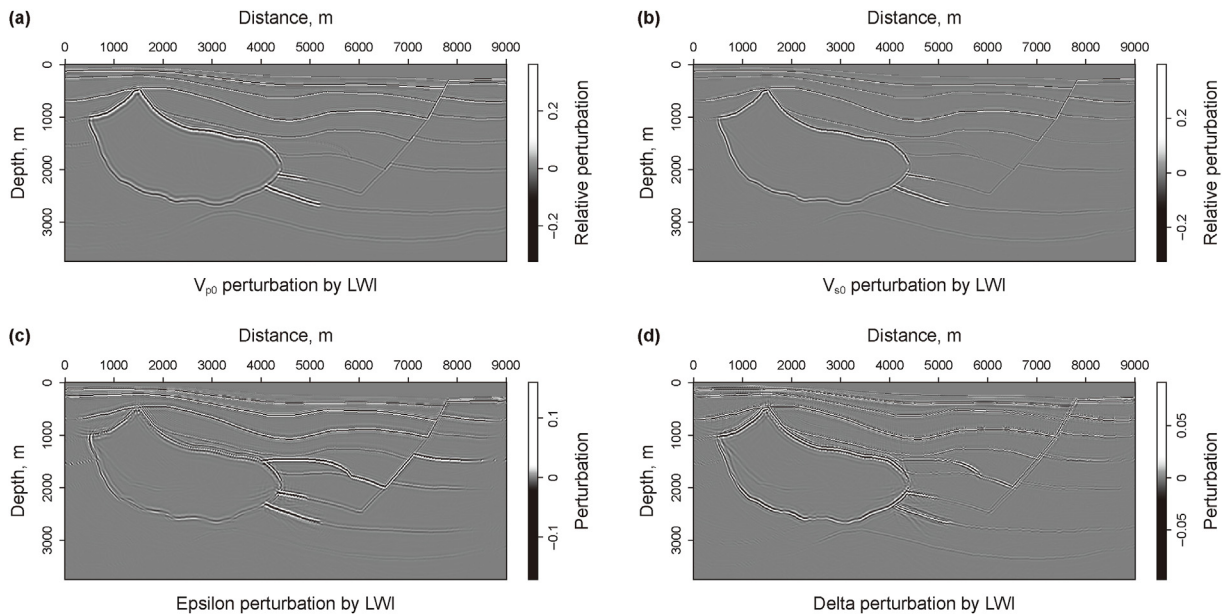 (a)
Distance, m
0 1000 2000 3000 4000 5000 6000 7000 8000 9000
0
1000
2000
3000
Depth, m
0.2
0
−0.2
Relative perturbation
Vp0 perturbation by LWI
(b)
Distance, m
0 1000 2000 3000 4000 5000 6000 7000 8000 9000
0
1000
2000
3000
Depth, m
0.2
0
−0.2
Relative perturbation
Vs0 perturbation by LWI
(c)
Distance, m
0 1000 2000 3000 4000 5000 6000 7000 8000 9000
0
1000
2000
3000
Depth, m
0.1
0
−0.1
Perturbation
Epsilon perturbation by LWI
(d)
Distance, m
0 1000 2000 3000 4000 5000 6000 7000 8000 9000
0
1000
2000
3000
Depth, m
0.05
0
−0.05
Perturbation
Delta perturbation by LWI